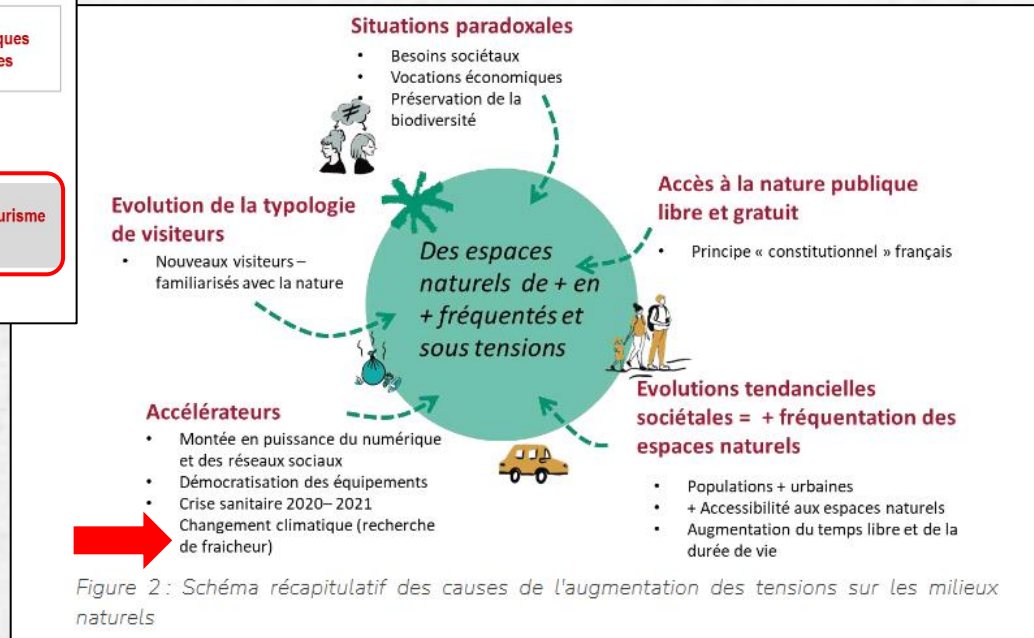 ques
es
urisme
Situations paradoxales
• Besoins sociétaux
• Vocations économiques
• Préservation de la
biodiversité
≠
Evolution de la typologie
de visiteurs
• Nouveaux visiteurs –
familiarisés avec la nature
Des espaces
naturels de + en
+ fréquentés et
sous tensions
Accès à la nature publique
libre et gratuit
• Principe « constitutionnel » français
Accélérateurs
• Montée en puissance du numérique
et des réseaux sociaux
• Démocratisation des équipements
• Crise sanitaire 2020– 2021
Changement climatique (recherche
de fraicheur)
Evolutions tendancielles
sociétales = + fréquentation des
espaces naturels
• Populations + urbaines
• + Accessibilité aux espaces naturels
• Augmentation du temps libre et de la
durée de vie
Figure 2 : Schéma récapitulatif des causes de l'augmentation des tensions sur les milieux
naturels